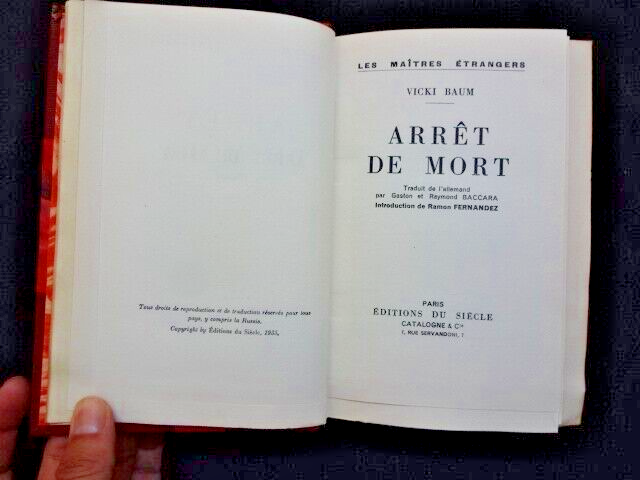 Tous droits de reproduction et de traduction réservés pour tous
pays, y compris la Russie.
Copyright by Éditions du Siècle, 1935.
LES MAÎTRES ÉTRANGERS
VICKI BAUM
ARRÊT
DE MORT
Traduit de l'allemand
par Gaston et Raymond BACCARA
Introduction de Ramon FERNANDEZ
PARIS
ÉDITIONS DU SIÈCLE
CATALOGNE & Cie
7, RUE SERVANDONI, 7